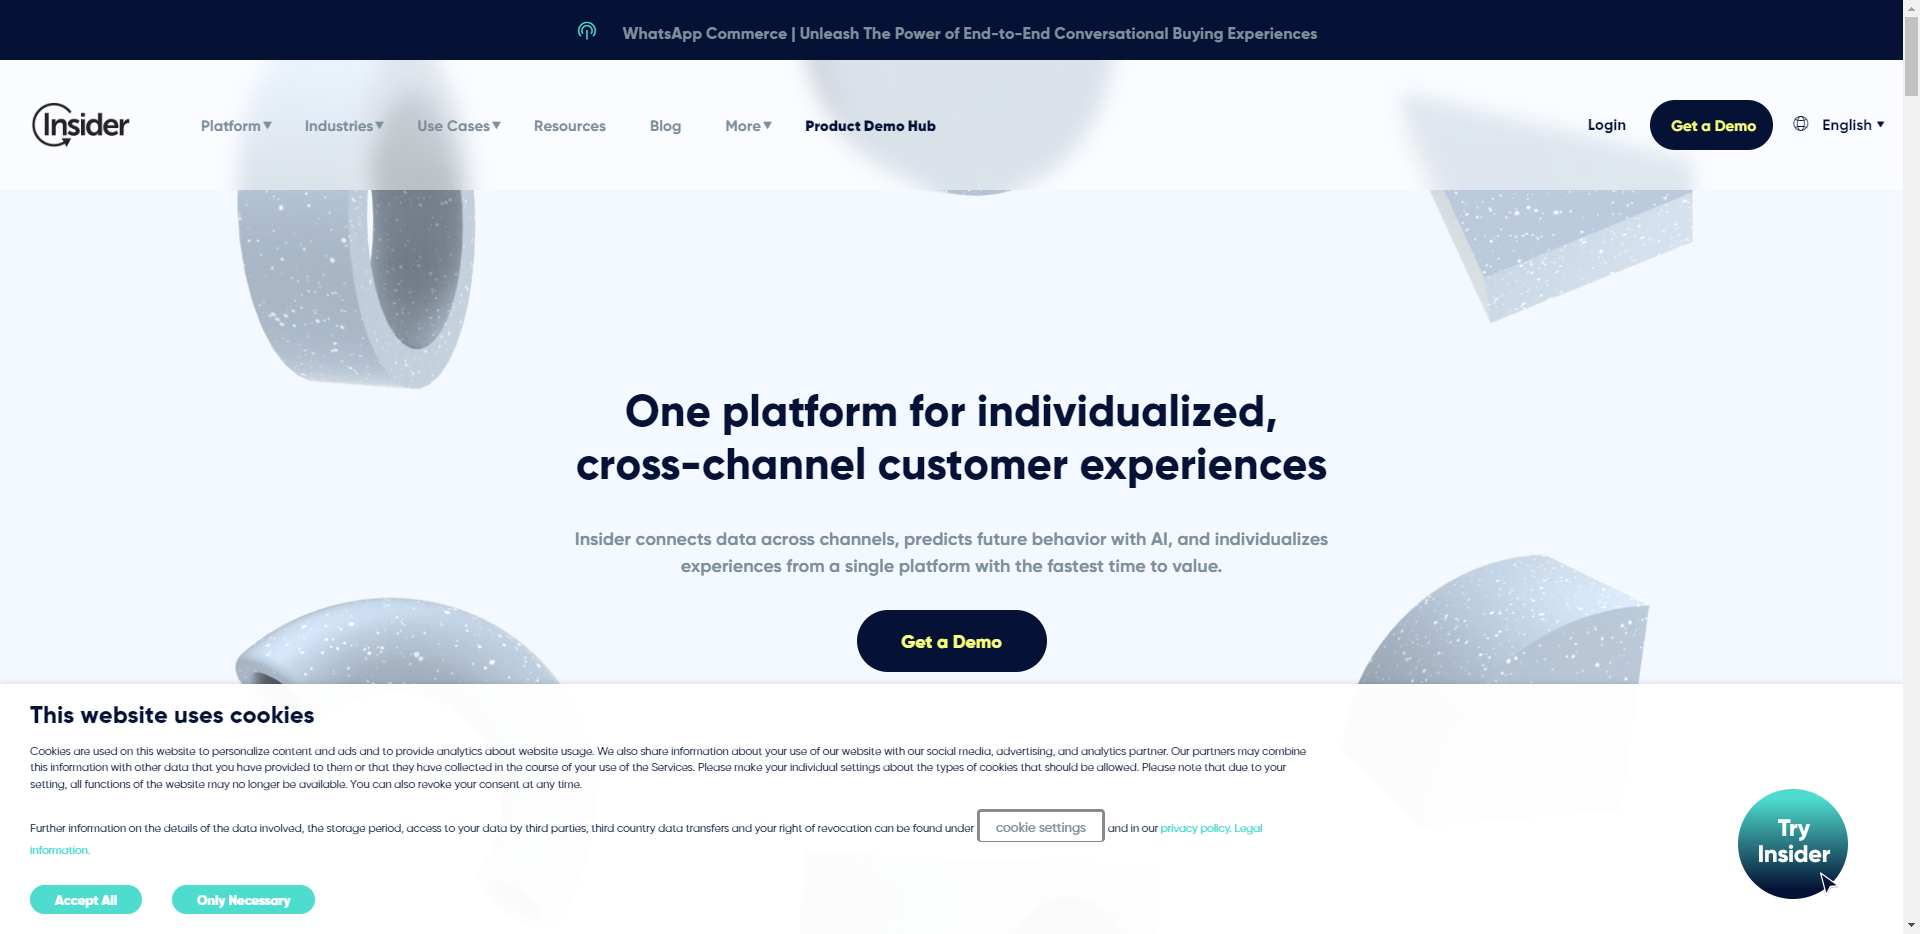 WhatsApp Commerce | Unleash The Power of End-to-End Conversational Buying Experiences
Insider
Platform
Industries
Use Cases
Resources
Blog
More
Product Demo Hub
Login
Get a Demo
English
One platform for individualized,
cross-channel customer experiences
Insider connects data across channels, predicts future behavior with AI, and individualizes
experiences from a single platform with the fastest time to value.
Get a Demo
This website uses cookies
Cookies are used on this website to personalize content and ads and to provide analytics about website usage. We also share information about your use of our website with our social media, advertising, and analytics partner. Our partners may combine
this information with other data that you have provided to them or that they have collected in the course of your use of the Services. Please make your individual settings about the types of cookies that should be allowed. Please note that due to your
setting, all functions of the website may no longer be available. You can also revoke your consent at any time.
Further information on the details of the data involved, the storage period, access to your data by third parties, third country data transfers and your right of revocation can be found under cookie settings and in our privacy policy. Legal
information.
Accept All
Only Necessary
Try
Insider